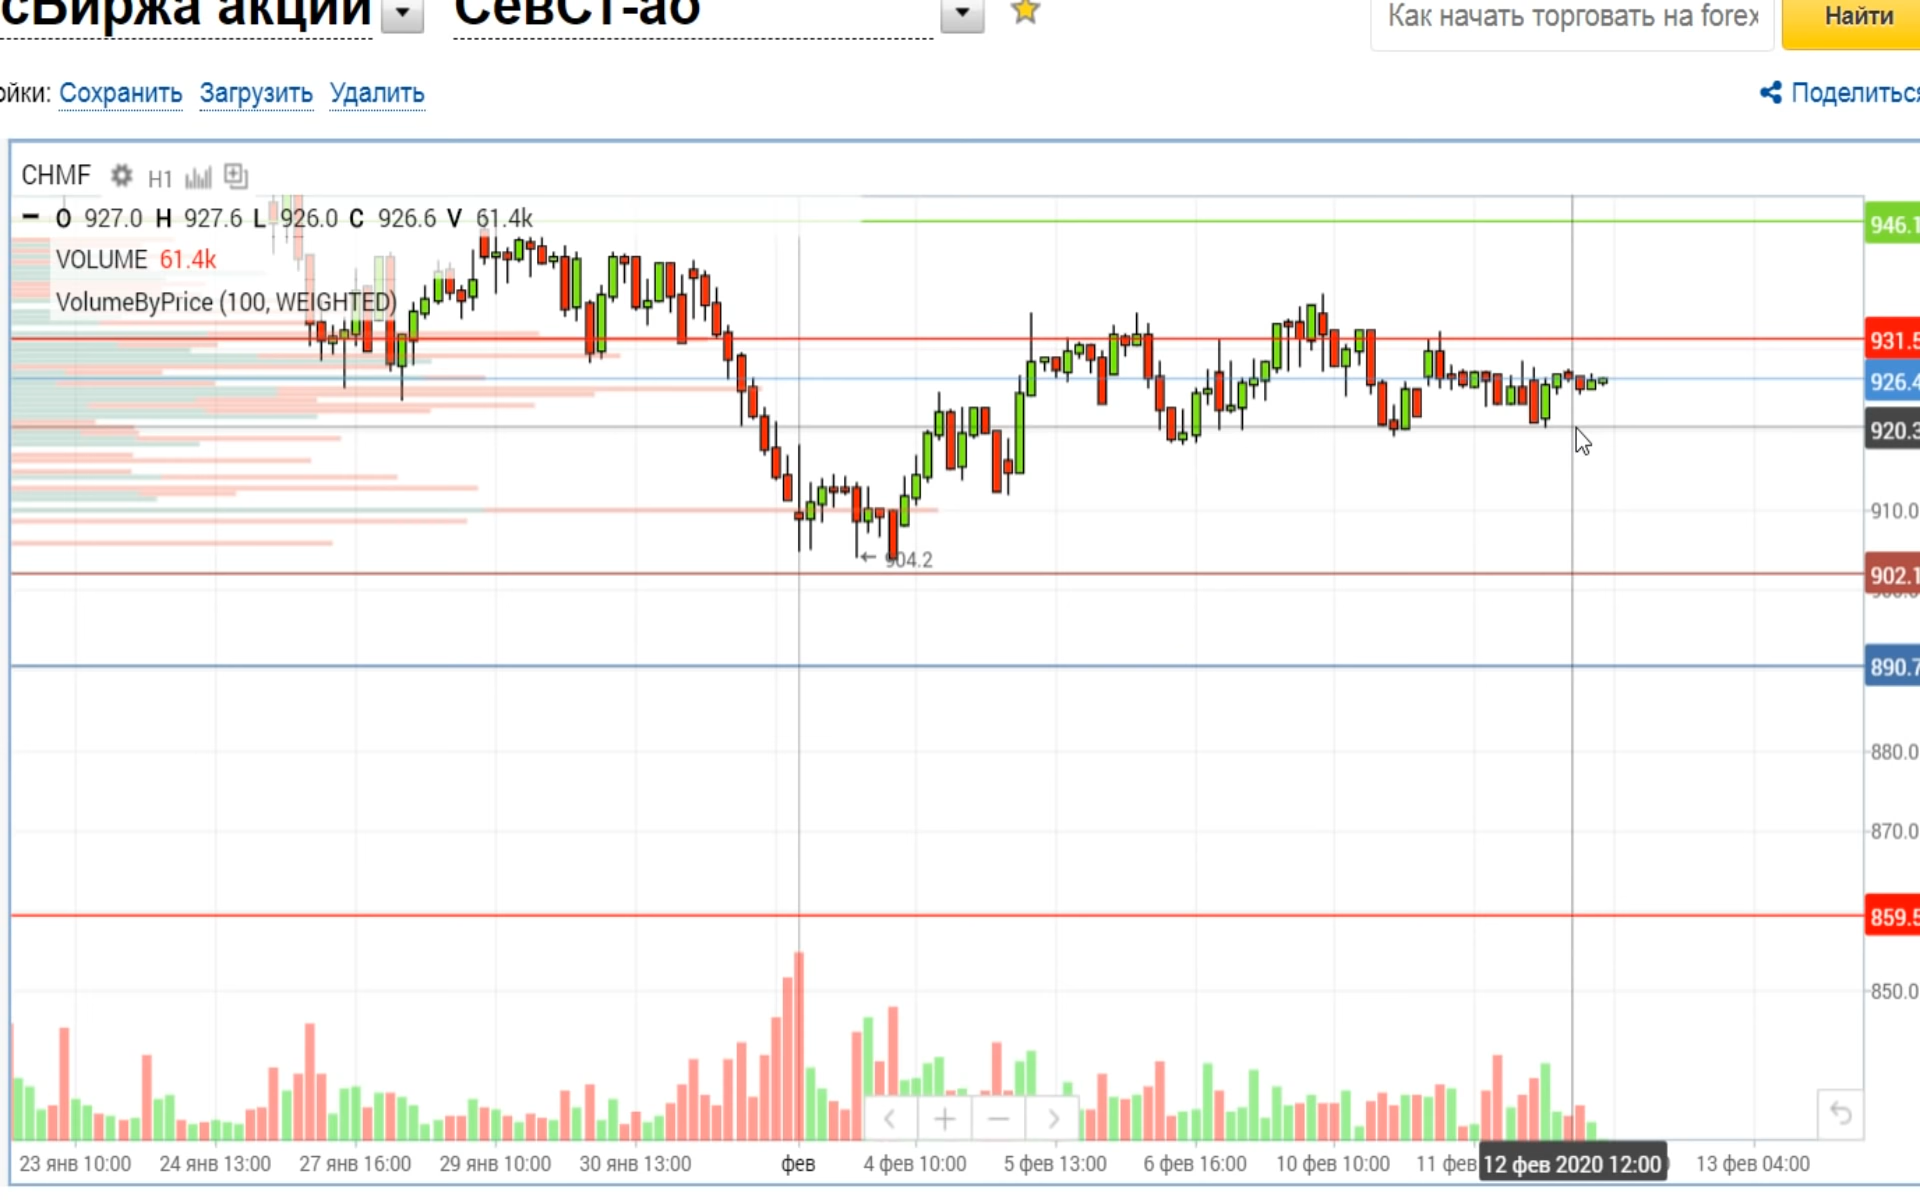 сБиржа акции СевСт-ао
Как начать торговать на forex Найти
ойки: Сохранить Загрузить Удалить
Поделиться
CHMF H1
O 927.0 H 927.6 L 926.0 C 926.6 V 61.4k
946.1
VOLUME 61.4k
VolumeByPrice (100, WEIGHTED)
931.5
926.4
920.3
910.0
← 904.2
902.1
890.7
880.0
870.0
859.5
850.0
23 янв 10:00 24 янв 13:00 27 янв 16:00 29 янв 10:00 30 янв 13:00 фев 4 фев 10:00 5 фев 13:00 6 фев 16:00 10 фев 10:00 11 фев 12 фев 2020 12:00 13 фев 04:00